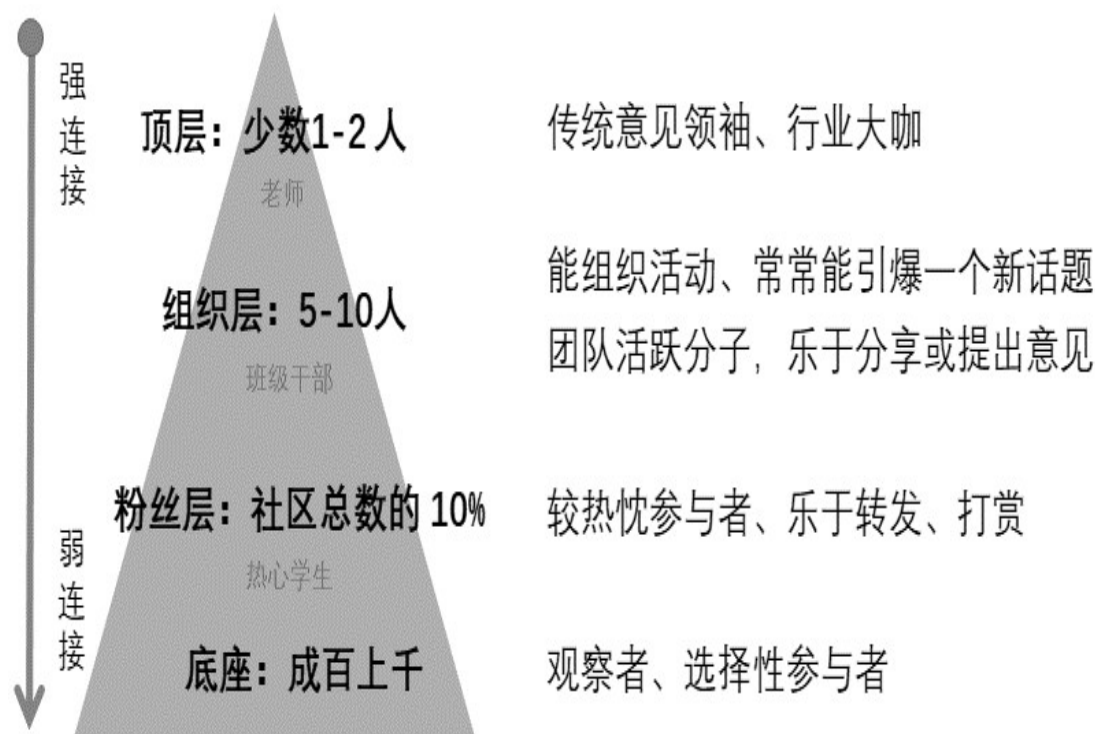 强连接
顶层：少数1-2人
老师
传统意见领袖、行业大咖
组织层：5-10人
班级干部
能组织活动、常常能引爆一个新话题
团队活跃分子，乐于分享或提出意见
粉丝层：社区总数的 10%
热心学生
较热忱参与者、乐于转发、打赏
弱连接
底座：成百上千
观察者、选择性参与者